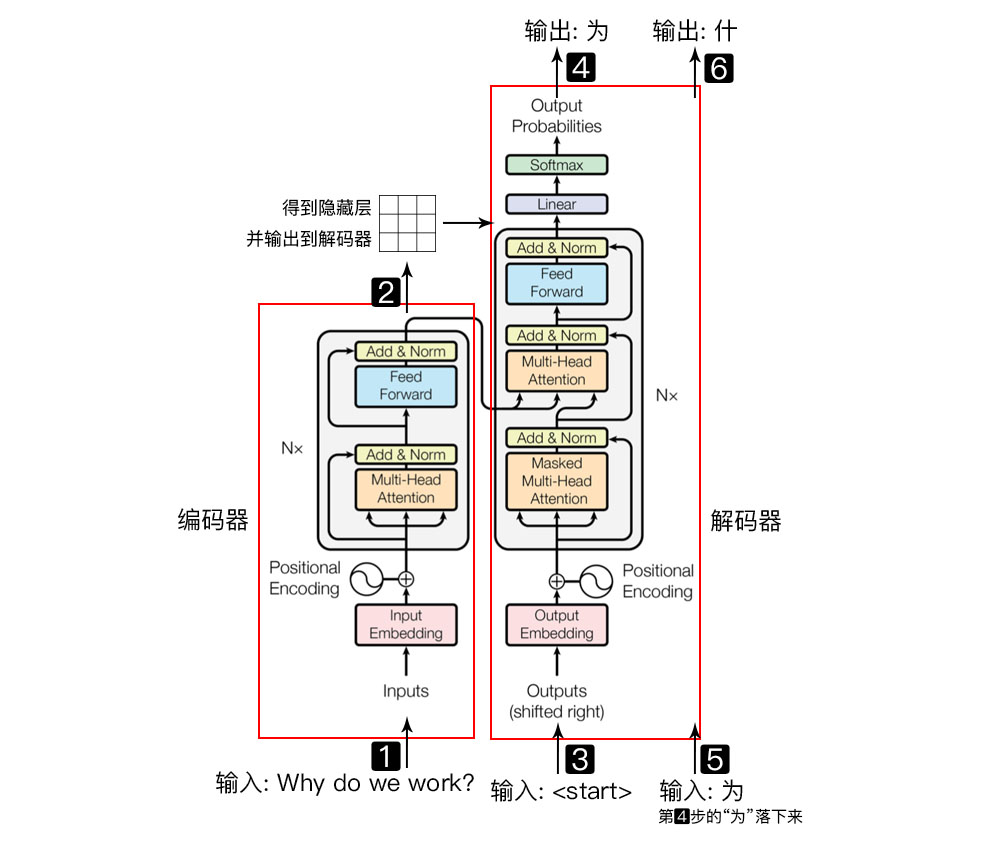 输出: 为
4
输出: 什
6
Output
Probabilities
Softmax
Linear
Add & Norm
Feed
Forward
Add & Norm
Multi-Head
Attention
Add & Norm
Masked
Multi-Head
Attention
N×
解码器
Positional
Encoding
Output
Embedding
Outputs
(shifted right)
3
输入: <start>
5
输入: 为
第4步的“为”落下来
得到隐藏层
并输出到解码器
2
Add & Norm
Feed
Forward
Add & Norm
Multi-Head
Attention
N×
编码器
Positional
Encoding
Input
Embedding
Inputs
1
输入: Why do we work?